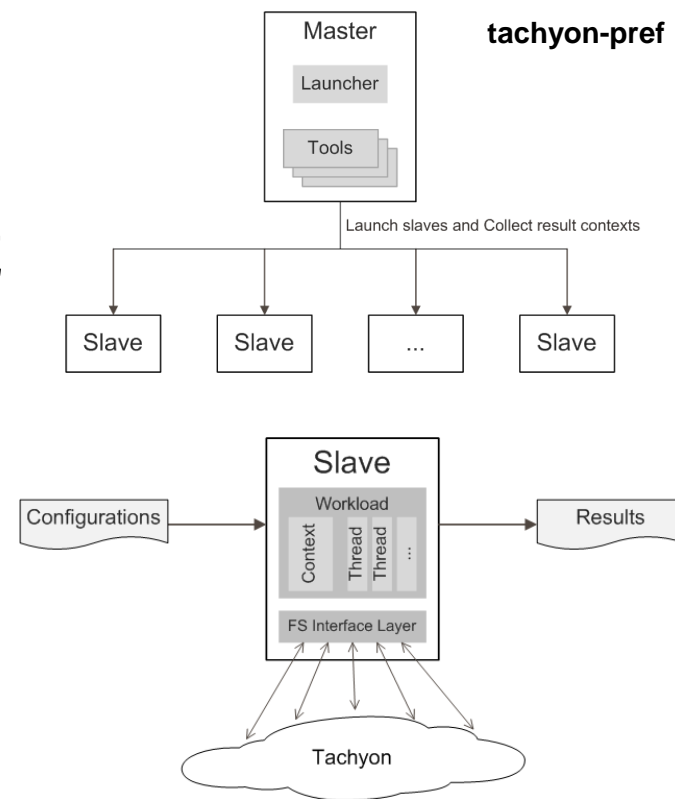 tachyon-pref
Master
Launcher
Tools
Launch slaves and Collect result contexts
Slave
Slave
...
Slave
Slave
Configurations
Workload
Context
Thread
Thread
...
Results
FS Interface Layer
Tachyon